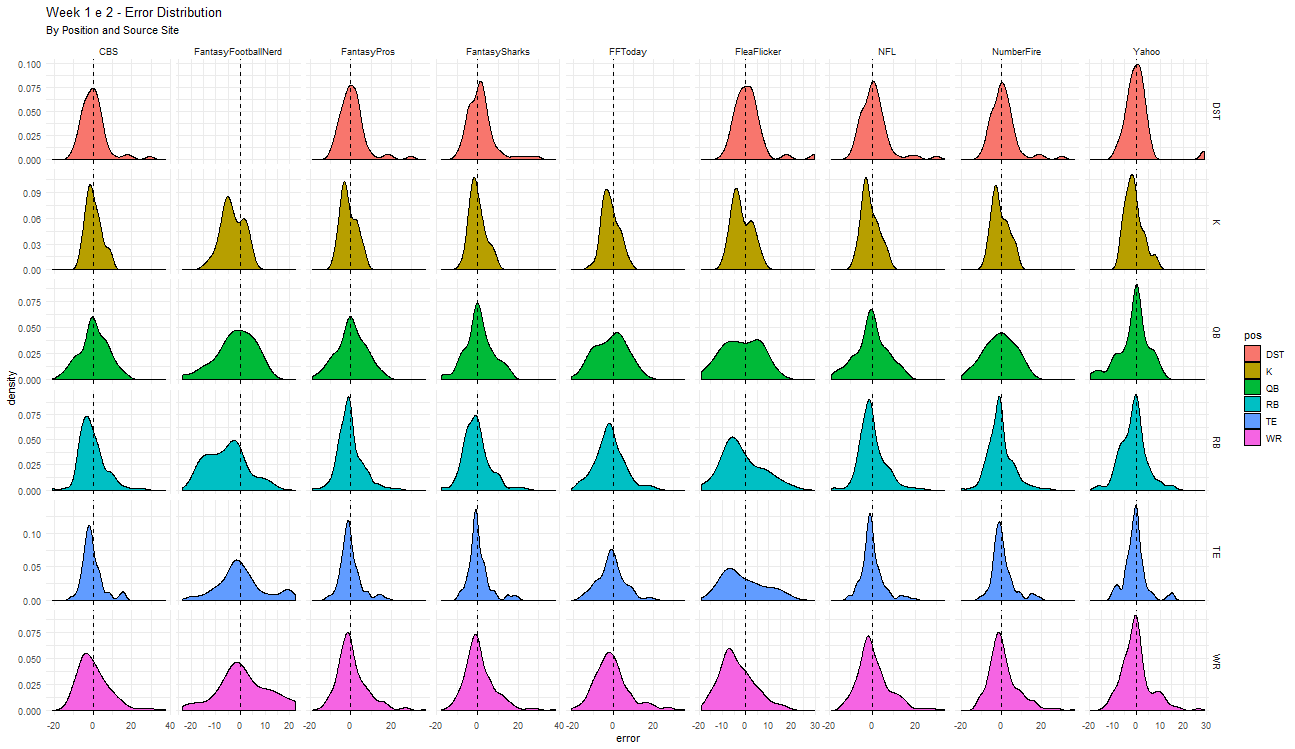 Week 1 e 2 - Error Distribution
By Position and Source Site
CBS FantasyFootballNerd FantasyPros FantasySharks FFToday FleaFlicker NFL NumberFire Yahoo
0.100
0.075
0.050
0.025
0.000
DST
0.09
0.06
0.03
0.00
K
0.075
0.050
0.025
0.000
QB
0.075
0.050
0.025
0.000
RB
0.10
0.05
0.00
TE
0.075
0.050
0.025
0.000
WR
density
-20 0 20 40 -20 -10 0 10 20 -20 0 20 -20 0 20 40 -20 0 20 -20 -10 0 10 20 30 -20 0 20 -20 0 20 -20 -10 0 10 20 30
error
pos
DST
K
QB
RB
TE
WR